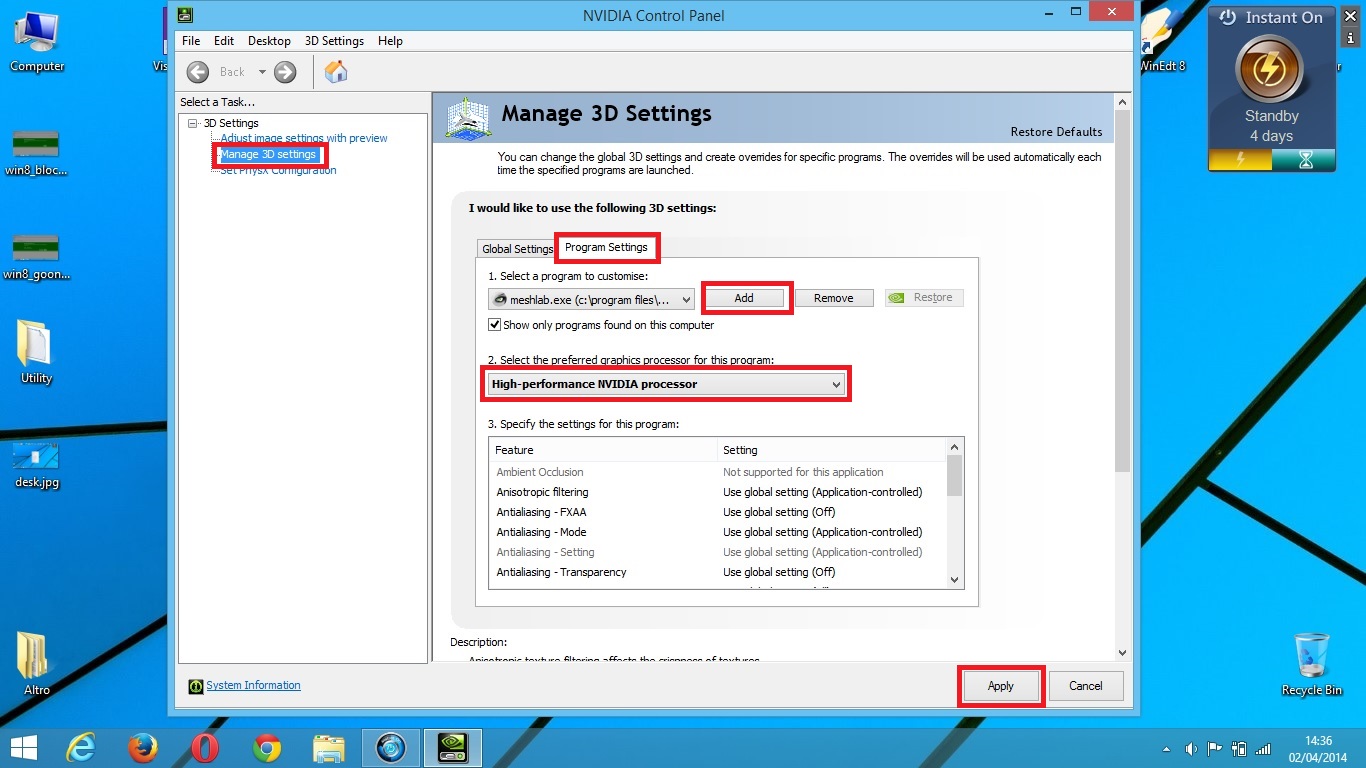 NVIDIA Control Panel
File Edit Desktop 3D Settings Help
Back
Select a Task...
3D Settings
Adjust image settings with preview
Manage 3D settings
Set PhysX Configuration
Manage 3D Settings
Restore Defaults
You can change the global 3D settings and create overrides for specific programs. The overrides will be used automatically each
time the specified programs are launched.
I would like to use the following 3D settings:
Global Settings Program Settings
1. Select a program to customise:
meshlab.exe (c:\program files\...
Add Remove Restore
Show only programs found on this computer
2. Select the preferred graphics processor for this program:
High-performance NVIDIA processor
3. Specify the settings for this program:
Feature Setting
Ambient Occlusion Not supported for this application
Anisotropic filtering Use global setting (Application-controlled)
Antialiasing - FXAA Use global setting (Off)
Antialiasing - Mode Use global setting (Application-controlled)
Antialiasing - Setting Use global setting (Application-controlled)
Antialiasing - Transparency Use global setting (Off)
Description:
Anisotropic texture filtering affects the crispness of textures
System Information
Apply Cancel
Computer
win8_bloc...
win8_goon...
Utility
desk.jpg
Altro
Vis
WinEdt 8
Instant On
Standby
4 days
Recycle Bin
14:36
02/04/2014